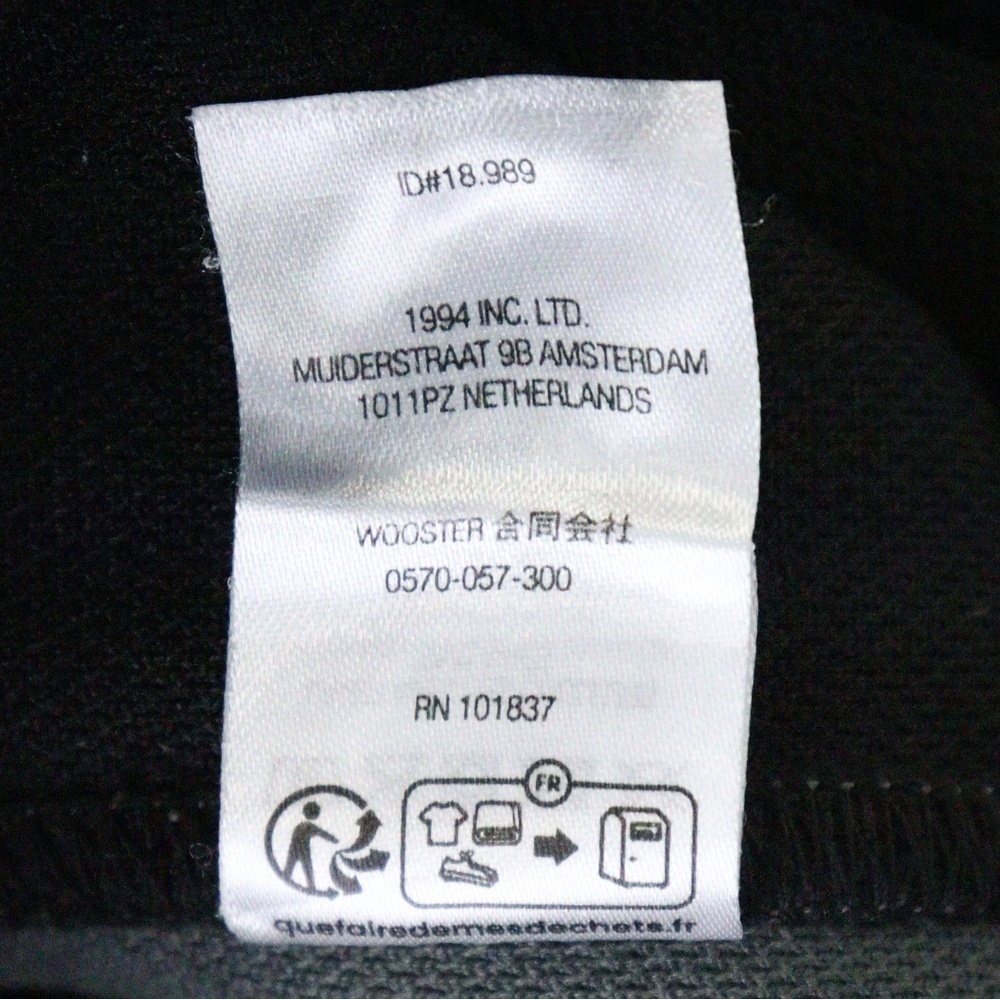 ID#18.989
1994 INC. LTD.
MUIDERSTRAAT 9B AMSTERDAM
1011PZ NETHERLANDS
WOOSTER 合同会社
0570-057-300
RN 101837
FR
quefairedemesdechets.fr